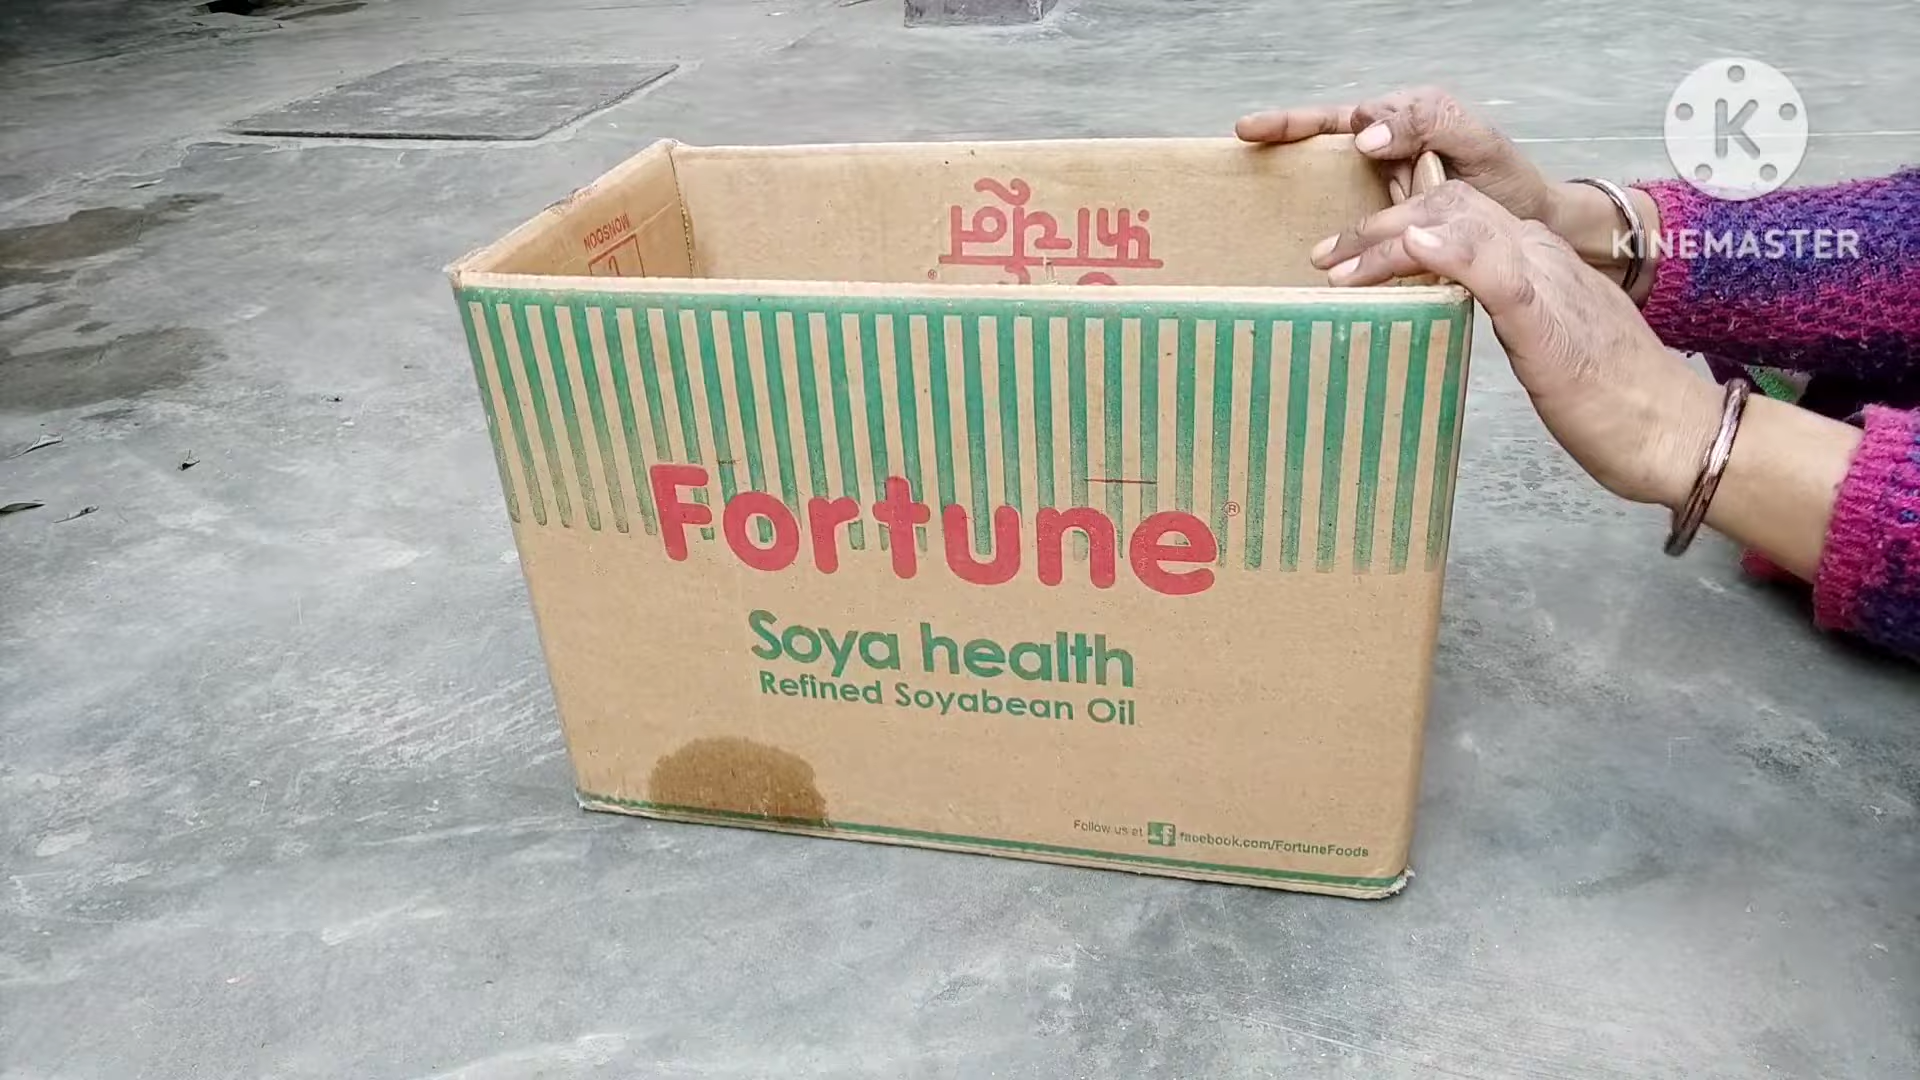 KINEMASTER
MONSOON
फॉर्च्यून
Fortune®
Soya health
Refined Soyabean Oil
Follow us at f facebook.com/FortuneFoods